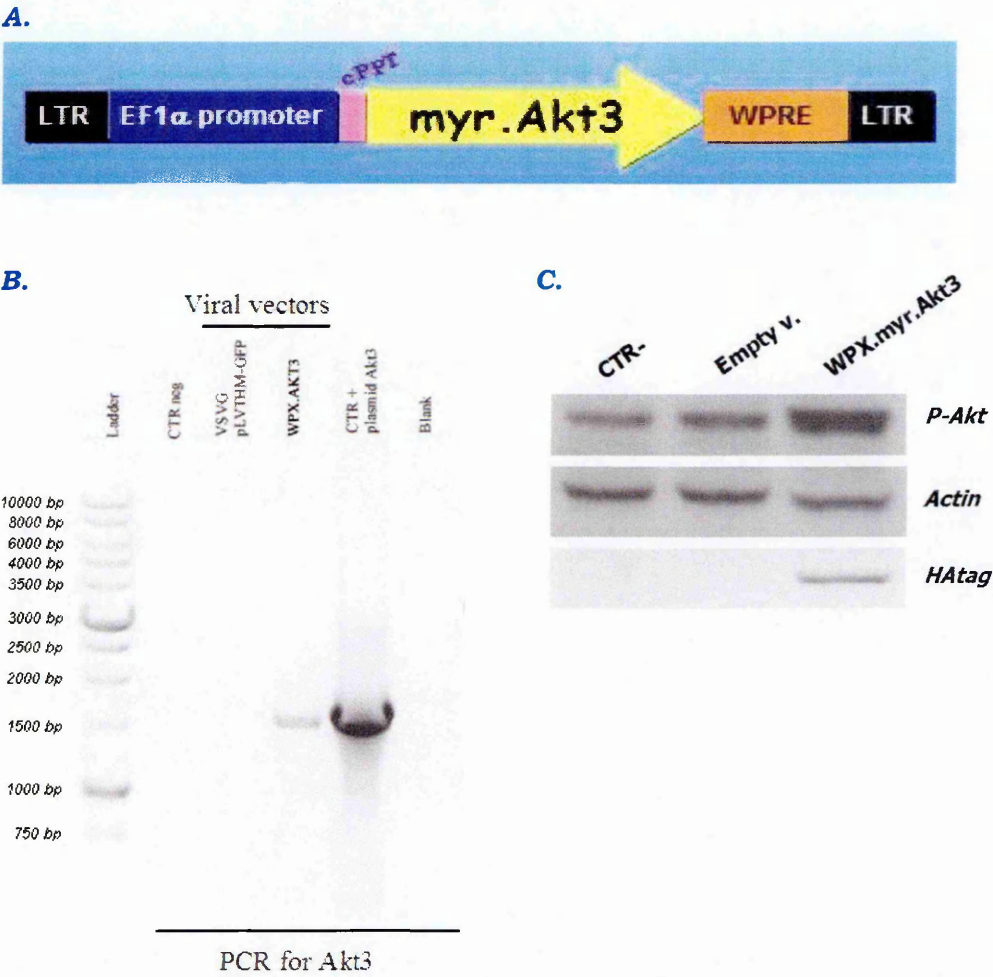 A.
LTR EF1α promoter cPPT myr.Akt3 WPRE LTR
B.
Viral vectors
Ladder
CTR neg
VSVG
pLVTHM-GFP
WPX.AKT3
CTR +
plasmid Akt3
Blank
10000 bp
8000 bp
6000 bp
4000 bp
3500 bp
3000 bp
2500 bp
2000 bp
1500 bp
1000 bp
750 bp
PCR for Akt3
C.
CTR-
Empty v.
WPX.myr.Akt3
P-Akt
Actin
HAtag